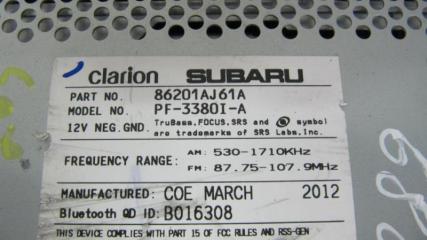 clarion SUBARU
PART NO. 86201AJ61A
MODEL NO. PF-3380I-A
12V NEG.GND. TruBass, FOCUS, SRS and symbol
are trademarks of SRS Labs, Inc.
FREQUENCY RANGE: AM: 530-1710KHz
FM: 87.75-107.9MHz
MANUFACTURED: COE MARCH 2012
Bluetooth QD ID: B016308
THIS DEVICE COMPLIES WITH PART 15 OF FCC RULES AND RSS-GEN